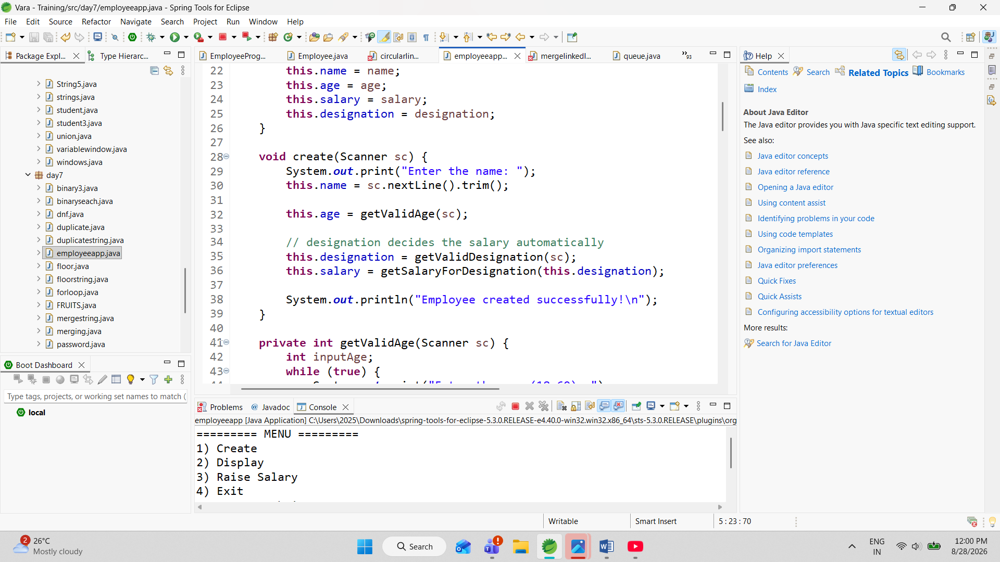 Vara - Training/src/day7/employeeapp.java - Spring Tools for Eclipse
File Edit Source Refactor Navigate Search Project Run Window Help
Package Expl... Type Hierarc...
String5.java
strings.java
student.java
student3.java
union.java
variablewindow.java
windows.java
day7
binary3.java
binaryseach.java
dnf.java
duplicate.java
duplicatestring.java
employeeapp.java
floor.java
floorstring.java
forloop.java
FRUITS.java
mergestring.java
merging.java
password.java
Boot Dashboard
Type tags, projects, or working set names to match (
local
EmployeeProg... Employee.java circularlin... employeeapp... mergelinkedl... queue.java »93
22 this.name = name;
23 this.age = age;
24 this.salary = salary;
25 this.designation = designation;
26 }
27
28 void create(Scanner sc) {
29 System.out.print("Enter the name: ");
30 this.name = sc.nextLine().trim();
31
32 this.age = getValidAge(sc);
33
34 // designation decides the salary automatically
35 this.designation = getValidDesignation(sc);
36 this.salary = getSalaryForDesignation(this.designation);
37
38 System.out.println("Employee created successfully!\n");
39 }
40
41 private int getValidAge(Scanner sc) {
42 int inputAge;
43 while (true) {
Problems Javadoc Console
employeeapp [Java Application] C:\Users\2025\Downloads\spring-tools-for-eclipse-5.3.0.RELEASE-e4.40.0-win32.win32.x86_64\sts-5.3.0.RELEASE\plugins\org
========= MENU =========
1) Create
2) Display
3) Raise Salary
4) Exit
Help
Contents Search Related Topics Bookmarks
Index
About Java Editor
The Java editor provides you with Java specific text editing support.
See also:
Java editor concepts
Java editor reference
Opening a Java editor
Using content assist
Identifying problems in your code
Using code templates
Organizing import statements
Java editor preferences
Quick Fixes
Quick Assists
Configuring accessibility options for textual editors
More results:
Search for Java Editor
Writable Smart Insert 5 : 23 : 70
2
26°C
Mostly cloudy
Search
ENG
IN
12:00 PM
8/28/2026